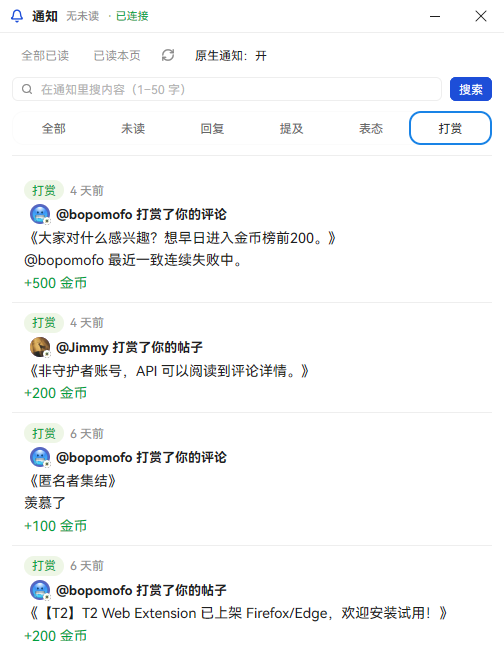 通知 无未读 · 已连接
全部已读 已读本页 原生通知：开
在通知里搜内容（1-50 字） 搜索
全部 未读 回复 提及 表态 打赏
打赏 4 天前
@bopomofo 打赏了你的评论
《大家对什么感兴趣？想早日进入金币榜前200。》
@bopomofo 最近一致连续失败中。
+500 金币
打赏 4 天前
@Jimmy 打赏了你的帖子
《非守护者账号，API 可以阅读到评论详情。》
+200 金币
打赏 6 天前
@bopomofo 打赏了你的评论
《匿名者集结》
羡慕了
+100 金币
打赏 6 天前
@bopomofo 打赏了你的帖子
《【T2】T2 Web Extension 已上架 Firefox/Edge，欢迎安装试用！》
+200 金币